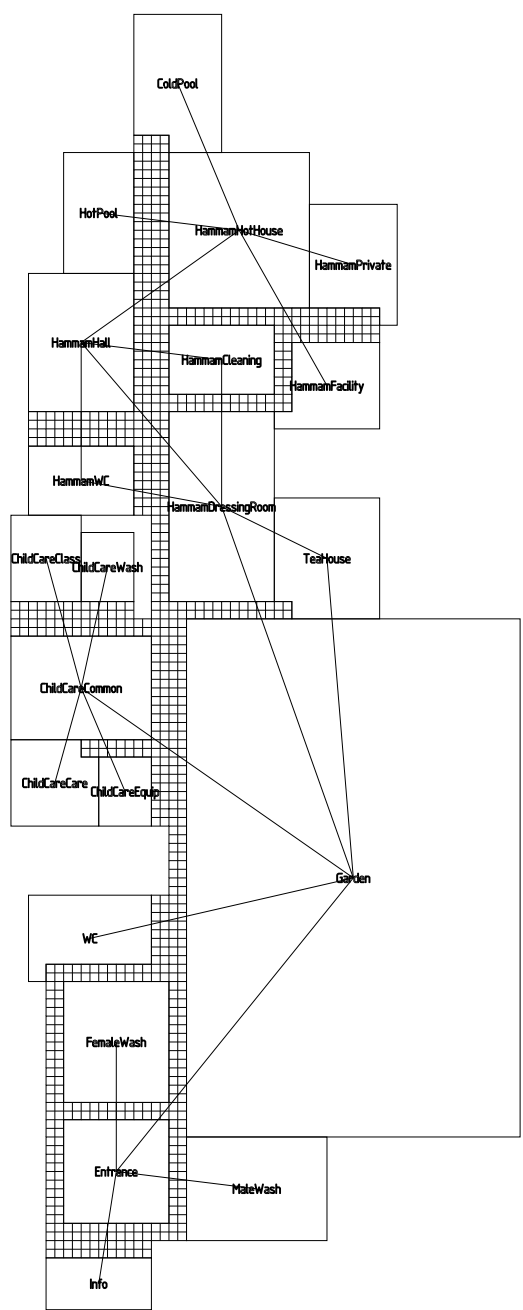 ColdPool
HotPool
HammamHotHouse
HammamPrivate
HammamHall
HammamCleaning
HammamFacility
HammamWC
HammamDressingRoom
ChildCareClass
ChildCareWash
TeaHouse
ChildCareCommon
ChildCareCare
ChildCareEquip
Garden
WC
FemaleWash
Entrance
MaleWash
Info